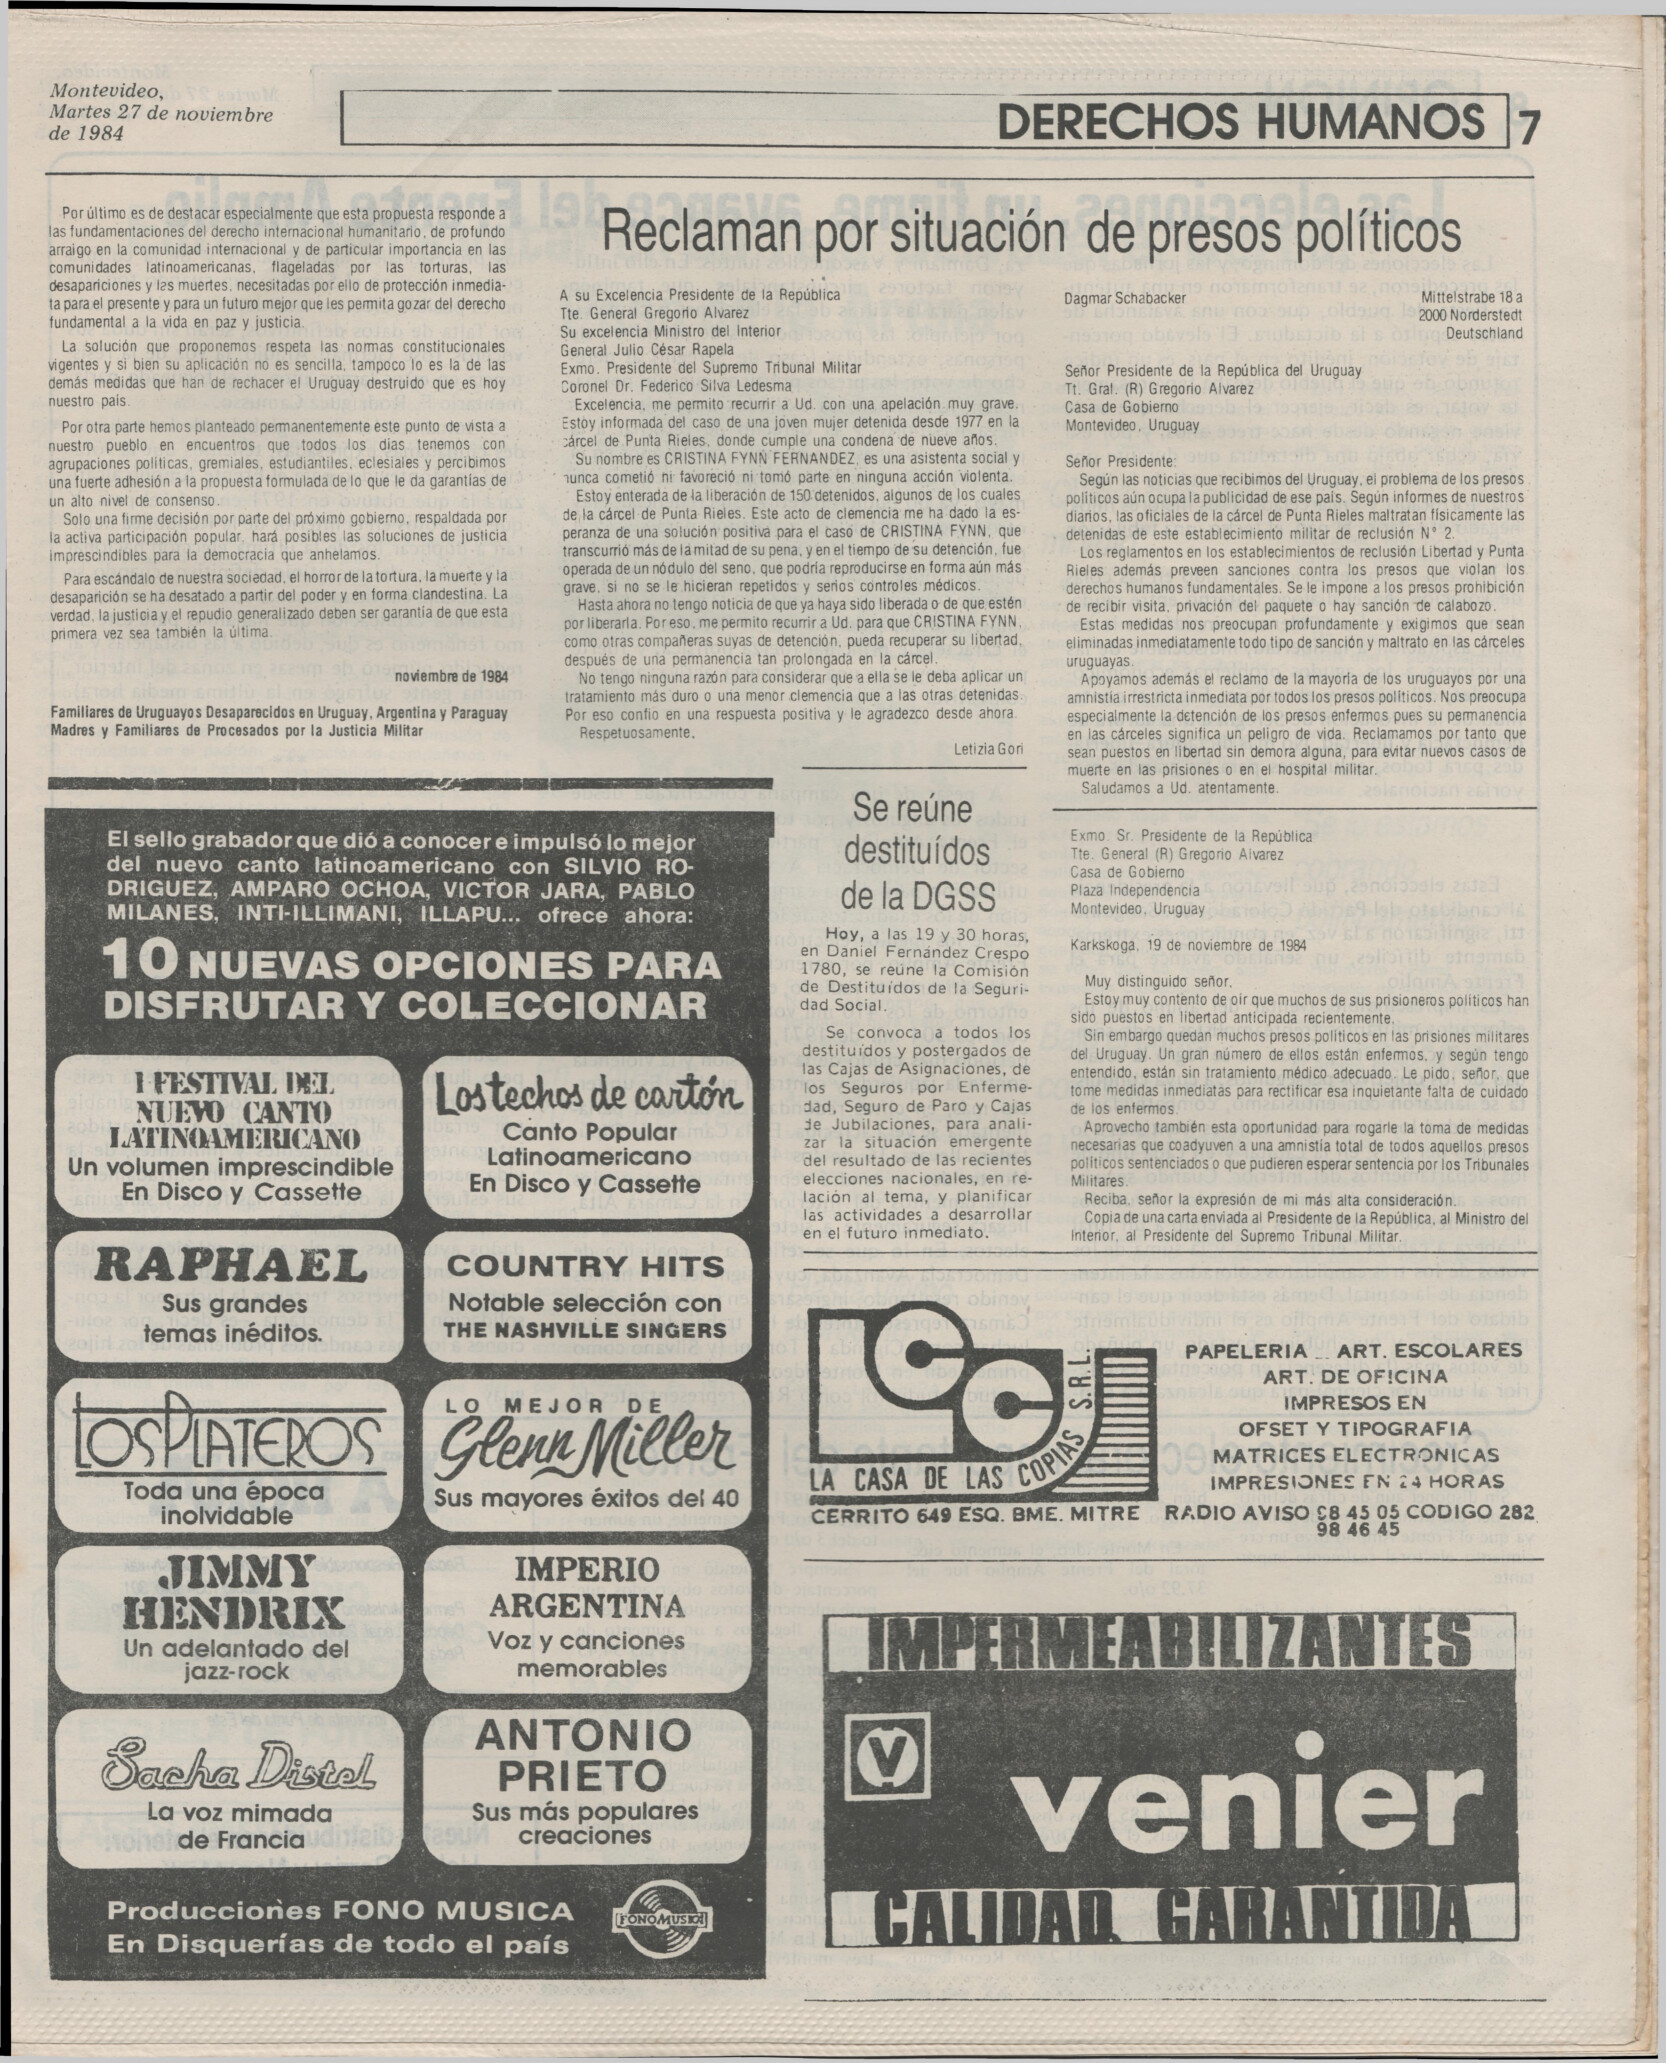 Montevideo,
Martes 27 de noviembre
de 1984
DERECHOS HUMANOS 7
Por último es de destacar especialmente que esta propuesta responde a
las fundamentaciones del derecho internacional humanitario, de profundo
arraigo en la comunidad internacional y de particular importancia en las
comunidades latinoamericanas, flageladas por las torturas, las
desapariciones y las muertes, necesitadas por ello de protección inmedia-
ta para el presente y para un futuro mejor que les permita gozar del derecho
fundamental a la vida en paz y justicia.
La solución que proponemos respeta las normas constitucionales
vigentes y si bien su aplicación no es sencilla, tampoco lo es la de las
demás medidas que han de rechacer el Uruguay destruido que es hoy
nuestro país.
Por otra parte hemos planteado permanentemente este punto de vista a
nuestro pueblo en encuentros que todos los días tenemos con
agrupaciones políticas, gremiales, estudiantiles, eclesiales y percibimos
una fuerte adhesión a la propuesta formulada de lo que le da garantías de
un alto nivel de consenso.
Solo una firme decisión por parte del próximo gobierno, respaldada por
la activa participación popular, hará posibles las soluciones de justicia
imprescindibles para la democracia que anhelamos.
Para escándalo de nuestra sociedad, el horror de la tortura, la muerte y la
desaparición se ha desatado a partir del poder y en forma clandestina. La
verdad, la justicia y el repudio generalizado deben ser garantía de que esta
primera vez sea también la última.
noviembre de 1984
Familiares de Uruguayos Desaparecidos en Uruguay, Argentina y Paraguay
Madres y Familiares de Procesados por la Justicia Militar
Reclaman por situación de presos políticos
A su Excelencia Presidente de la República
Tte. General Gregorio Alvarez
Su excelencia Ministro del Interior
General Julio César Rapela
Exmo. Presidente del Supremo Tribunal Militar
Coronel Dr. Federico Silva Ledesma
Excelencia, me permito recurrir a Ud. con una apelación muy grave.
Estoy informada del caso de una joven mujer detenida desde 1977 en la
cárcel de Punta Rieles, donde cumple una condena de nueve años.
Su nombre es CRISTINA FYNN FERNANDEZ, es una asistenta social y
nunca cometió ni favoreció ni tomó parte en ninguna acción violenta.
Estoy enterada de la liberación de 150 detenidos, algunos de los cuales
de la cárcel de Punta Rieles. Este acto de clemencia me ha dado la es-
peranza de una solución positiva para el caso de CRISTINA FYNN, que
transcurrió más de la mitad de su pena, y en el tiempo de su detención, fue
operada de un nódulo del seno, que podría reproducirse en forma aún más
grave, si no se le hicieran repetidos y serios controles médicos.
Hasta ahora no tengo noticia de que ya haya sido liberada o de que estén
por liberarla. Por eso, me permito recurrir a Ud. para que CRISTINA FYNN,
como otras compañeras suyas de detención, pueda recuperar su libertad,
después de una permanencia tan prolongada en la cárcel.
No tengo ninguna razón para considerar que a ella se le deba aplicar un
tratamiento más duro o una menor clemencia que a las otras detenidas.
Por eso confío en una respuesta positiva y le agradezco desde ahora.
Respetuosamente,
Letizia Gori
Dagmar Schabacker
Mittelstrabe 18 a
2000 Norderstedt
Deutschland
Señor Presidente de la República del Uruguay
Tt. Gral. (R) Gregorio Alvarez
Casa de Gobierno
Montevideo, Uruguay
Señor Presidente:
Según las noticias que recibimos del Uruguay, el problema de los presos
políticos aún ocupa la publicidad de ese país. Según informes de nuestros
diarios, las oficiales de la cárcel de Punta Rieles maltratan físicamente las
detenidas de este establecimiento militar de reclusión N° 2.
Los reglamentos en los establecimientos de reclusión Libertad y Punta
Rieles además preveen sanciones contra los presos que violan los
derechos humanos fundamentales. Se le impone a los presos prohibición
de recibir visita, privación del paquete o hay sanción de calabozo.
Estas medidas nos preocupan profundamente y exigimos que sean
eliminadas inmediatamente todo tipo de sanción y maltrato en las cárceles
uruguayas.
Apoyamos además el reclamo de la mayoría de los uruguayos por una
amnistía irrestricta inmediata por todos los presos políticos. Nos preocupa
especialmente la detención de los presos enfermos pues su permanencia
en las cárceles significa un peligro de vida. Reclamamos por tanto que
sean puestos en libertad sin demora alguna, para evitar nuevos casos de
muerte en las prisiones o en el hospital militar.
Saludamos a Ud. atentamente.
Exmo. Sr. Presidente de la República
Tte. General (R) Gregorio Alvarez
Casa de Gobierno
Plaza Independencia
Montevideo, Uruguay
Karkskoga, 19 de noviembre de 1984
Muy distinguido señor,
Estoy muy contento de oir que muchos de sus prisioneros políticos han
sido puestos en libertad anticipada recientemente.
Sin embargo quedan muchos presos políticos en las prisiones militares
del Uruguay. Un gran número de ellos están enfermos, y según tengo
entendido, están sin tratamiento médico adecuado. Le pido, señor, que
tome medidas inmediatas para rectificar esa inquietante falta de cuidado
de los enfermos.
Aprovecho también esta oportunidad para rogarle la toma de medidas
necesarias que coadyuven a una amnistía total de todos aquellos presos
políticos sentenciados o que pudieren esperar sentencia por los Tribunales
Militares.
Reciba, señor la expresión de mi más alta consideración.
Copia de una carta enviada al Presidente de la República, al Ministro del
Interior, al Presidente del Supremo Tribunal Militar.
Se reúne
destituídos
de la DGSS
Hoy, a las 19 y 30 horas,
en Daniel Fernández Crespo
1780, se reúne la Comisión
de Destituídos de la Seguri-
dad Social.
Se convoca a todos los
destituídos y postergados de
las Cajas de Asignaciones, de
los Seguros por Enferme-
dad, Seguro de Paro y Cajas
de Jubilaciones, para anali-
zar la situación emergente
del resultado de las recientes
elecciones nacionales, en re-
lación al tema, y planificar
las actividades a desarrollar
en el futuro inmediato.
El sello grabador que dió a conocer e impulsó lo mejor
del nuevo canto latinoamericano con SILVIO RO-
DRIGUEZ, AMPARO OCHOA, VICTOR JARA, PABLO
MILANES, INTI-ILLIMANI, ILLAPU... ofrece ahora:
10 NUEVAS OPCIONES PARA
DISFRUTAR Y COLECCIONAR
I FESTIVAL DEL
NUEVO CANTO
LATINOAMERICANO
Un volumen imprescindible
En Disco y Cassette
Los techos de cartón
Canto Popular
Latinoamericano
En Disco y Cassette
RAPHAEL
Sus grandes
temas inéditos.
COUNTRY HITS
Notable selección con
THE NASHVILLE SINGERS
LOS PLATEROS
Toda una época
inolvidable
LO MEJOR DE
Glenn Miller
Sus mayores éxitos del 40
JIMMY
HENDRIX
Un adelantado del
jazz-rock
IMPERIO
ARGENTINA
Voz y canciones
memorables
Sacha Distel
La voz mimada
de Francia
ANTONIO
PRIETO
Sus más populares
creaciones
Producciones FONO MUSICA
En Disquerías de todo el país
FONOMUSICA
LCC S.R.L.
LA CASA DE LAS COPIAS
CERRITO 649 ESQ. BME. MITRE
PAPELERIA _ ART. ESCOLARES
ART. DE OFICINA
IMPRESOS EN
OFSET Y TIPOGRAFIA
MATRICES ELECTRONICAS
IMPRESIONES EN 24 HORAS
RADIO AVISO 98 45 05 CODIGO 282
98 46 45
IMPERMEABILIZANTES
V
venier
CALIDAD GARANTIDA